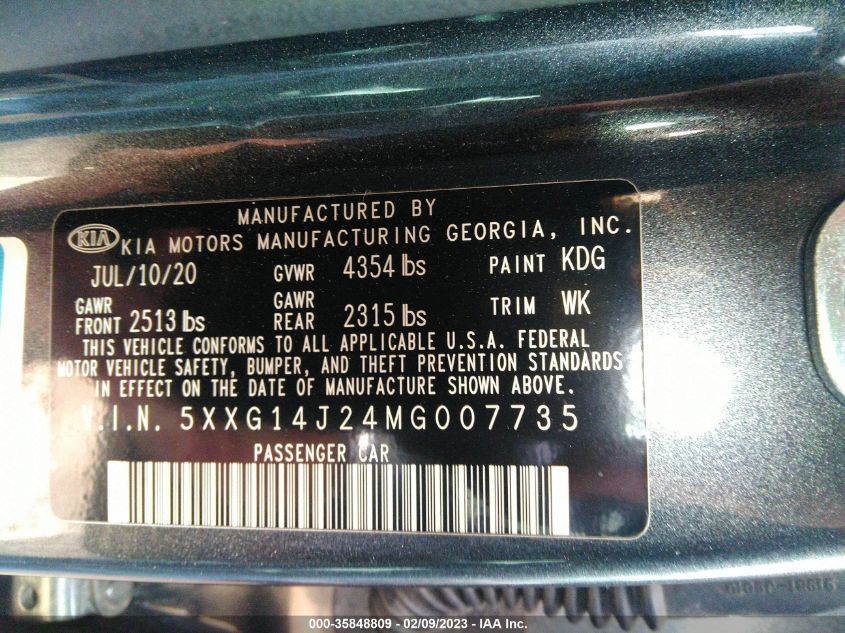 MANUFACTURED BY
KIA KIA MOTORS MANUFACTURING GEORGIA, INC.
JUL/10/20 GVWR 4354 lbs PAINT KDG
GAWR FRONT 2513 lbs GAWR REAR 2315 lbs TRIM WK
THIS VEHICLE CONFORMS TO ALL APPLICABLE U.S.A. FEDERAL
MOTOR VEHICLE SAFETY, BUMPER, AND THEFT PREVENTION STANDARDS
IN EFFECT ON THE DATE OF MANUFACTURE SHOWN ABOVE.
V.I.N. 5XXG14J24MG007735
PASSENGER CAR
000-35848809 - 02/09/2023 - IAA Inc.